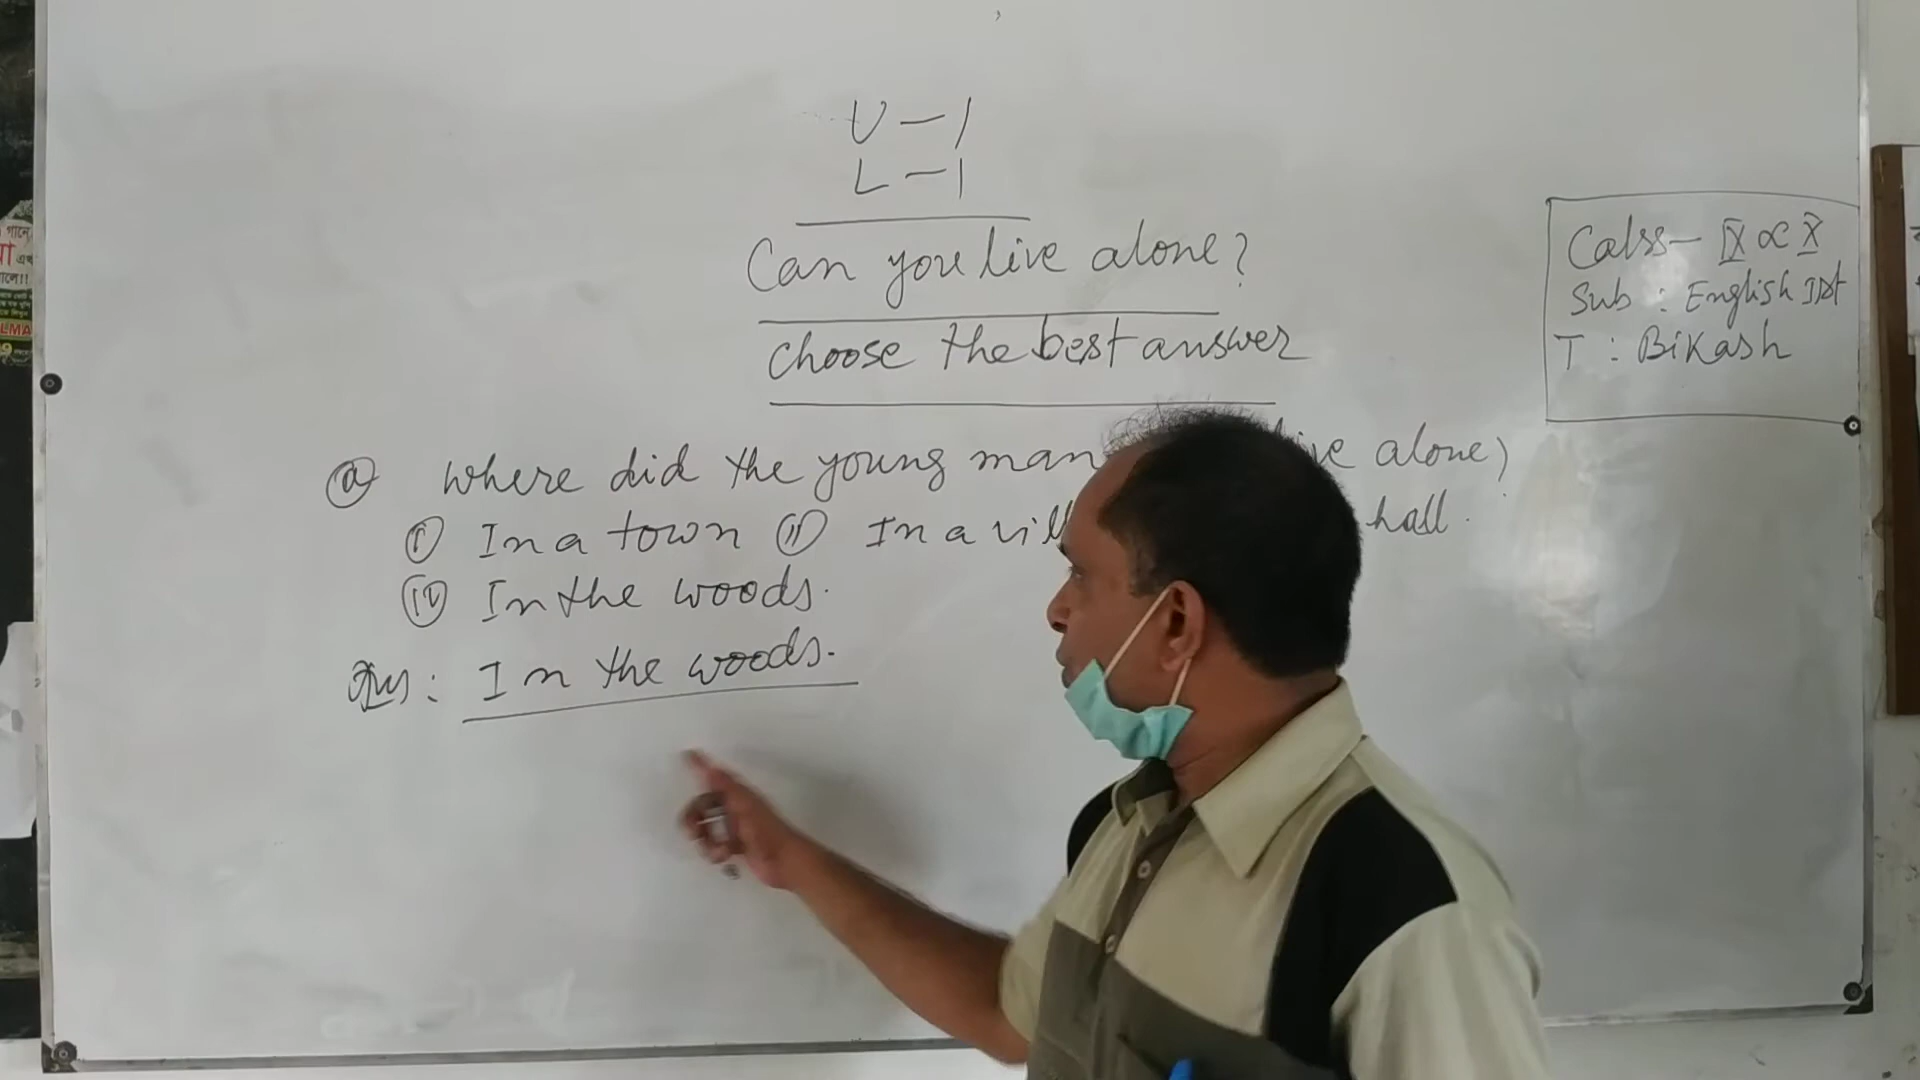 U-1
L-1
Can you live alone?
choose the best answer
Calss- IX & X
Sub : English 1st
T : Bikash
(a) where did the young man live alone?
(i) In a town (ii) In a hall.
(iv) In the woods.
Ans : In the woods.